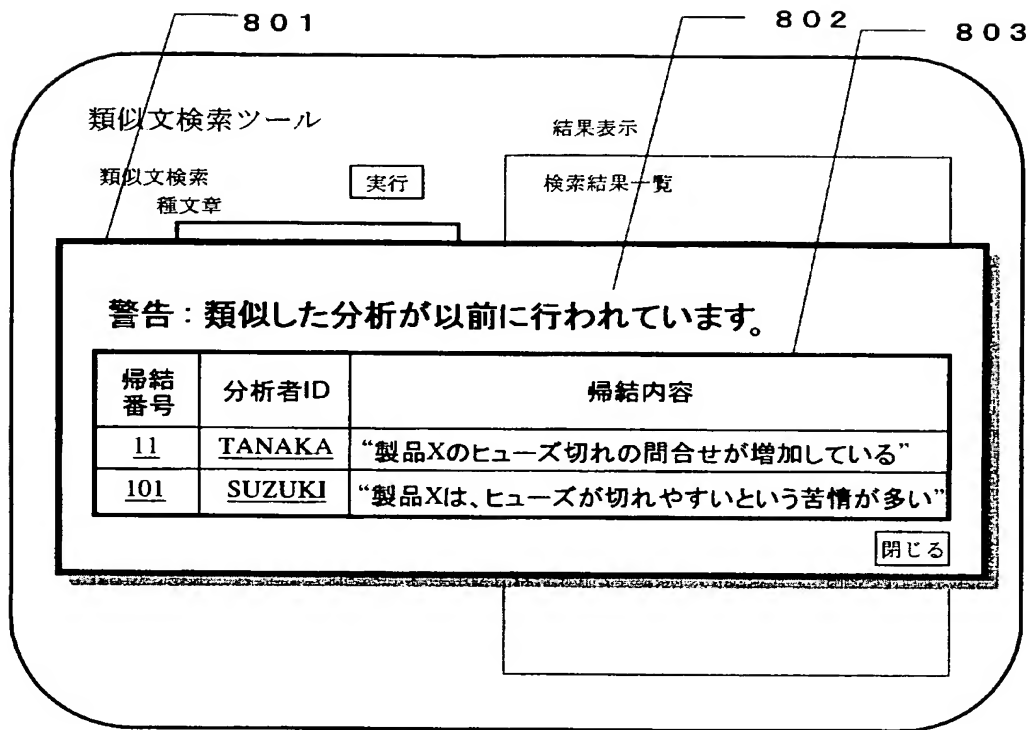 801
802
803
類似文検索ツール
結果表示
類似文検索
実行
検索結果一覧
種文章
警告：類似した分析が以前に行われています。
帰結
番号
分析者ID
帰結内容
11
TANAKA
“製品Xのヒューズ切れの問合せが増加している”
101
SUZUKI
“製品Xは、ヒューズが切れやすいという苦情が多い”
閉じる